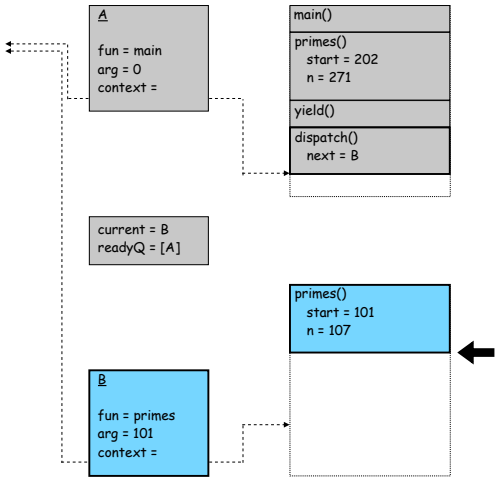 A
fun = main
arg = 0
context =
main()
primes()
start = 202
n = 271
yield()
dispatch()
next = B
current = B
readyQ = [A]
primes()
start = 101
n = 107
B
fun = primes
arg = 101
context =